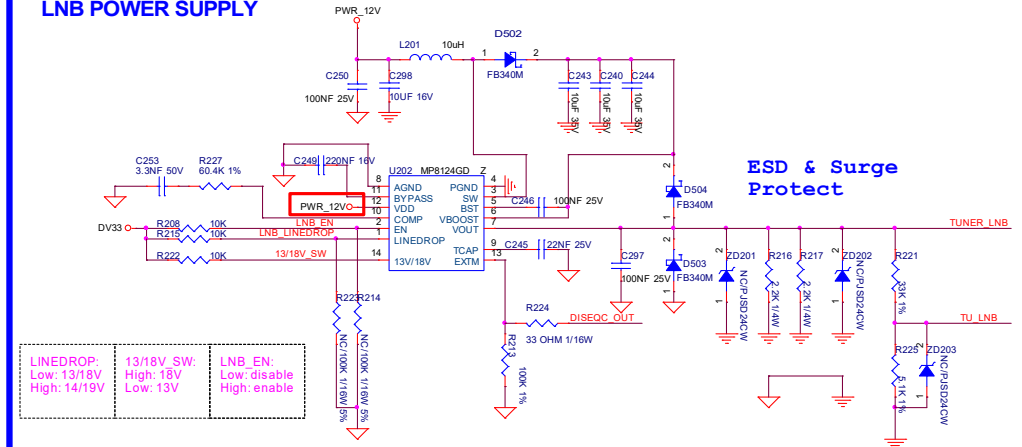 LNB POWER SUPPLY
PWR_12V
L201 10uH
1 D502 2
FB340M
C250
100NF 25V
C298
10UF 16V
C243
10uF 35V
C240
10uF 35V
C244
10uF 35V
C253
3.3NF 50V
R227
60.4K 1%
C249 220NF 16V
U202 MP8124GD_Z
8 AGND
11 BYPASS
12 VDD
10 COMP
2 EN
1 LINEDROP
14 13V/18V
PGND 4
SW 3
BST 5
VBOOST 6
VOUT 7
TCAP 9
EXTM 13
PWR_12V
DV33
R208 10K LNB_EN
R215 10K LNB_LINEDROP
R222 10K 13/18V_SW
C246 100NF 25V
C245 22NF 25V
2
D504
FB340M
1
ESD & Surge
Protect
TUNER_LNB
C297
100NF 25V
2
D503
FB340M
1
2
ZD201
NC/PJSD24CW
1
R216
2.2K 1/4W
R217
2.2K 1/4W
2
ZD202
NC/PJSD24CW
1
R221
33K 1%
TU_LNB
R225
5.1K 1%
2
ZD203
NC/PJSD24CW
1
R223
NC/100K 1/16W 5%
R214
NC/100K 1/16W 5%
R224
33 OHM 1/16W
DISEQC_OUT
R213
100K 1%
LINEDROP:
Low: 13/18V
High: 14/19V
13/18V_SW:
High: 18V
Low: 13V
LNB_EN:
Low: disable
High: enable